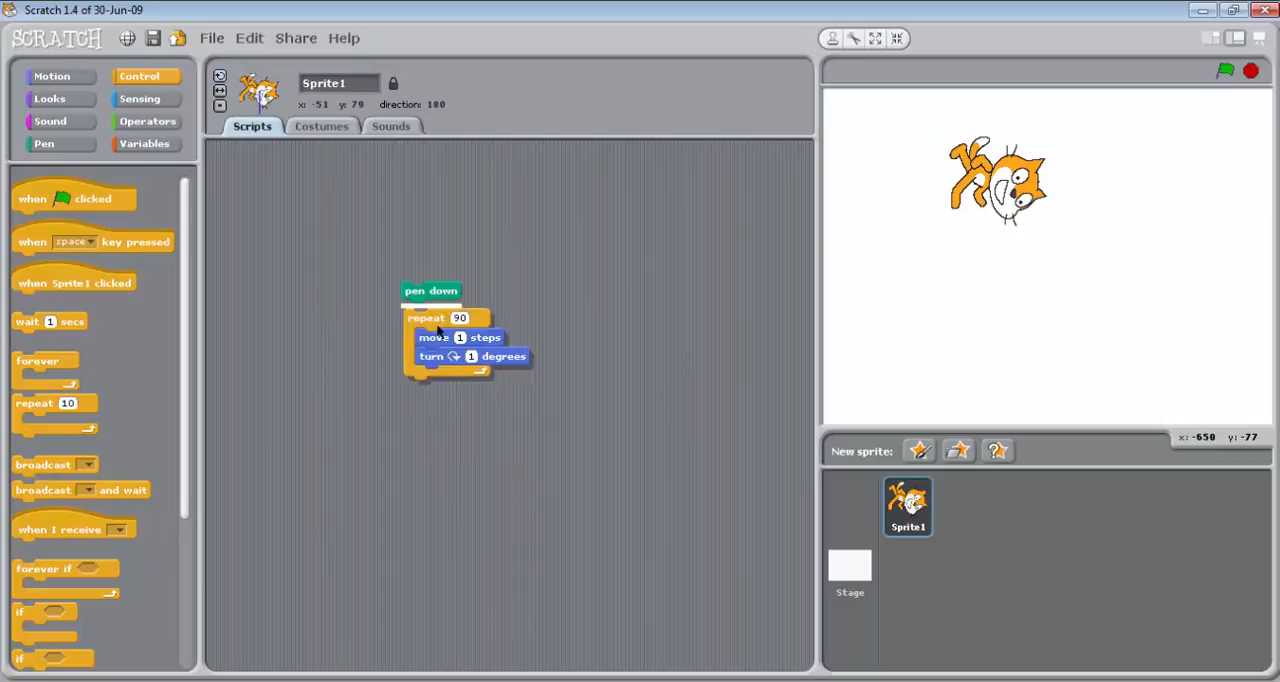 Scratch 1.4 of 30-Jun-09
SCRATCH File Edit Share Help
Motion Control
Looks Sensing
Sound Operators
Pen Variables
Sprite1
x: -51 y: 79 direction: 180
Scripts Costumes Sounds
when clicked
when space key pressed
when Sprite1 clicked
wait 1 secs
forever
repeat 10
broadcast
broadcast and wait
when I receive
forever if
if
if
pen down
repeat 90
move 1 steps
turn 1 degrees
x: -650 y: -77
New sprite:
Sprite1
Stage